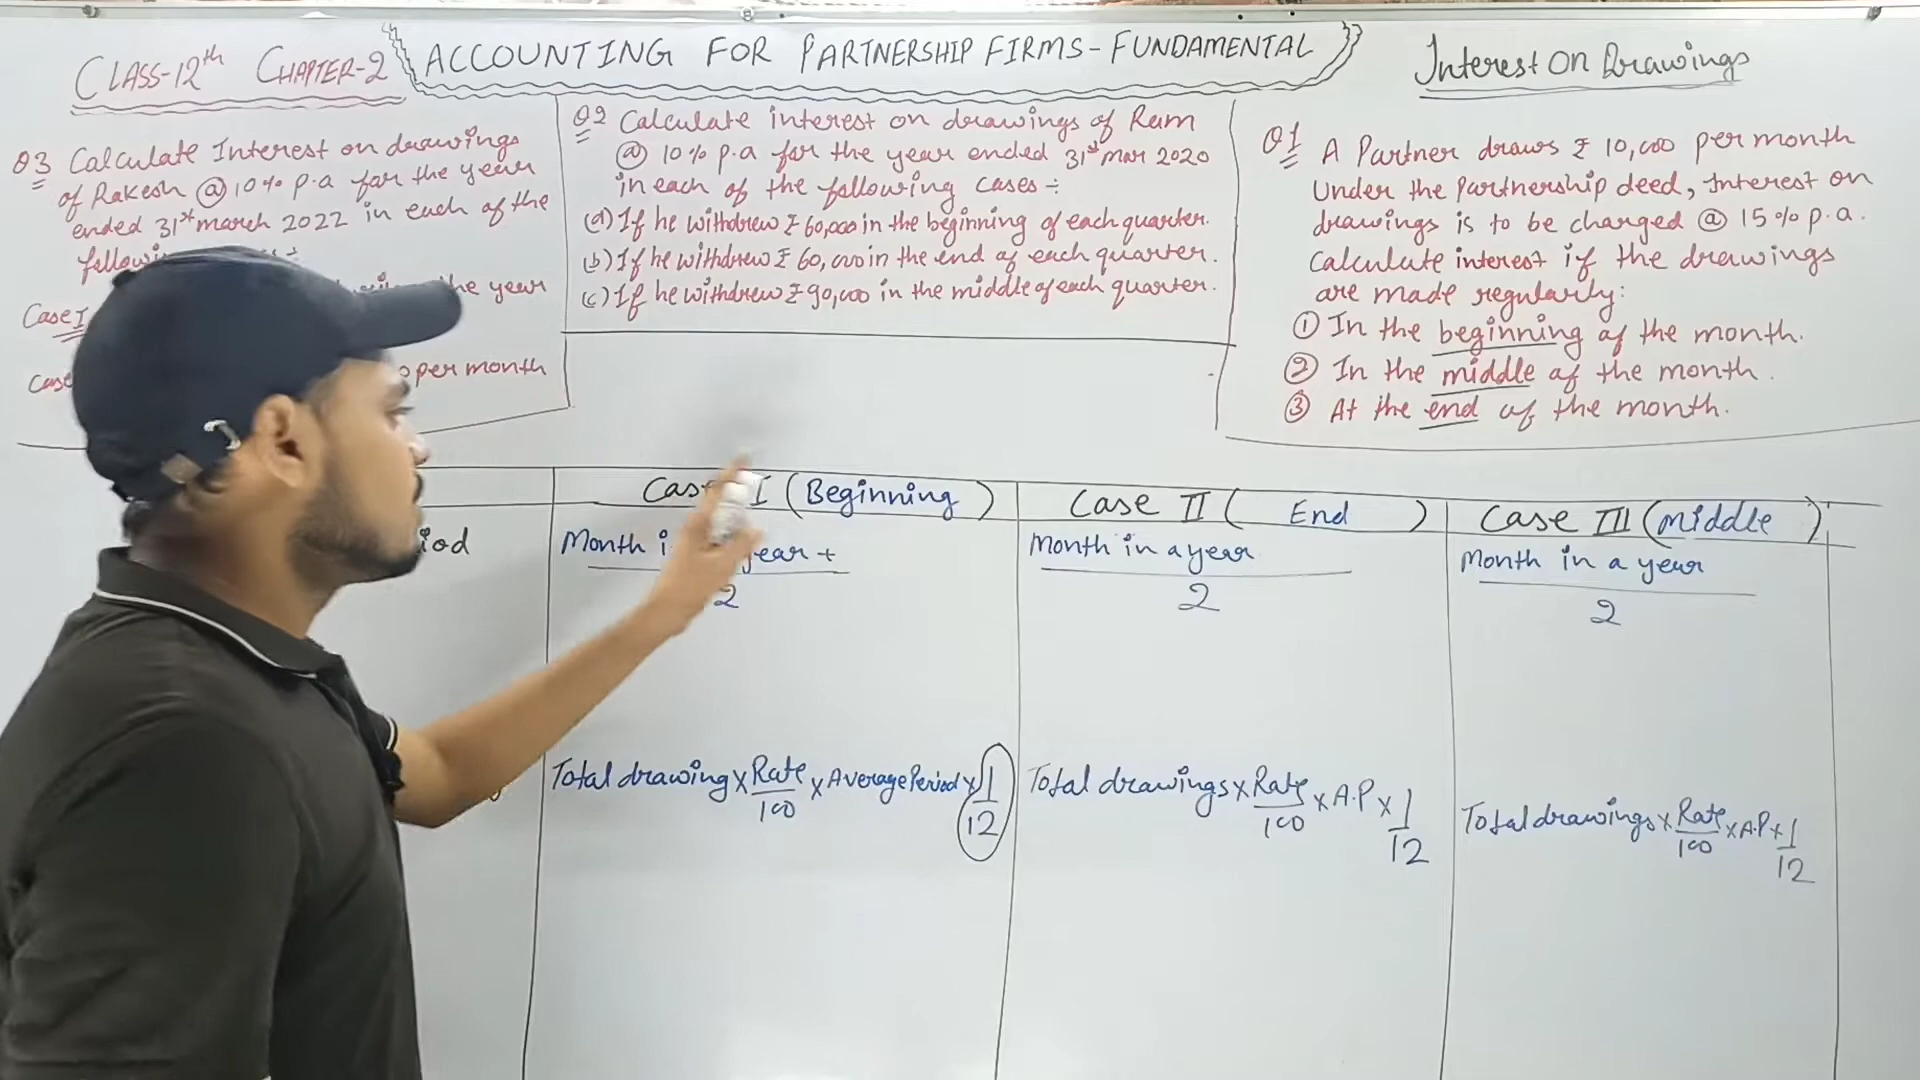 CLASS-12th CHAPTER-2
ACCOUNTING FOR PARTNERSHIP FIRMS-FUNDAMENTAL
Interest On Drawings
Q3 Calculate Interest on drawings
of Rakesh @ 10% p.a for the year
ended 31st march 2022 in each of the
following
the year
Case I
Case
per month
Q2 Calculate interest on drawings of Ram
@ 10% p.a for the year ended 31st mar 2020
in each of the following cases ÷
(a) If he withdrew ₹ 60,000 in the beginning of each quarter.
(b) If he withdrew ₹ 60,000 in the end of each quarter.
(c) If he withdrew ₹ 90,000 in the middle of each quarter.
Q1 A Partner draws ₹ 10,000 per month
Under the Partnership deed, Interest on
drawings is to be charged @ 15% p.a.
Calculate interest if the drawings
are made regularly:
① In the beginning of the month.
② In the middle of the month.
③ At the end of the month.
Case I (Beginning)
Case II ( End )
Case III (middle)
Month year +
2
Month in a year
2
Month in a year
2
Total drawing × Rate/100 × Average Period × 1/12
Total drawings × Rate/100 × A.P × 1/12
Total drawings × Rate/100 × A.P × 1/12